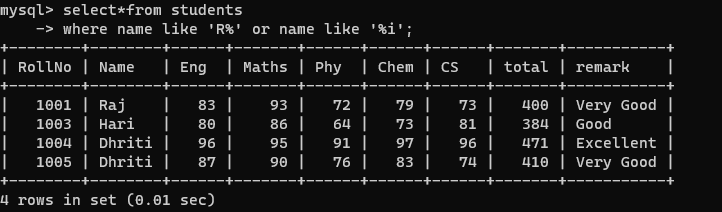 mysql> select*from students
    -> where name like 'R%' or name like '%i';
+--------+---------+------+-------+------+------+------+-------+-----------+
| RollNo | Name    | Eng  | Maths | Phy  | Chem | CS   | total | remark    |
+--------+---------+------+-------+------+------+------+-------+-----------+
|   1001 | Raj     |   83 |    93 |   72 |   79 |   73 |   400 | Very Good |
|   1003 | Hari    |   80 |    86 |   64 |   73 |   81 |   384 | Good      |
|   1004 | Dhriti  |   96 |    95 |   91 |   97 |   96 |   471 | Excellent |
|   1005 | Dhriti  |   87 |    90 |   76 |   83 |   74 |   410 | Very Good |
+--------+---------+------+-------+------+------+------+-------+-----------+
4 rows in set (0.01 sec)